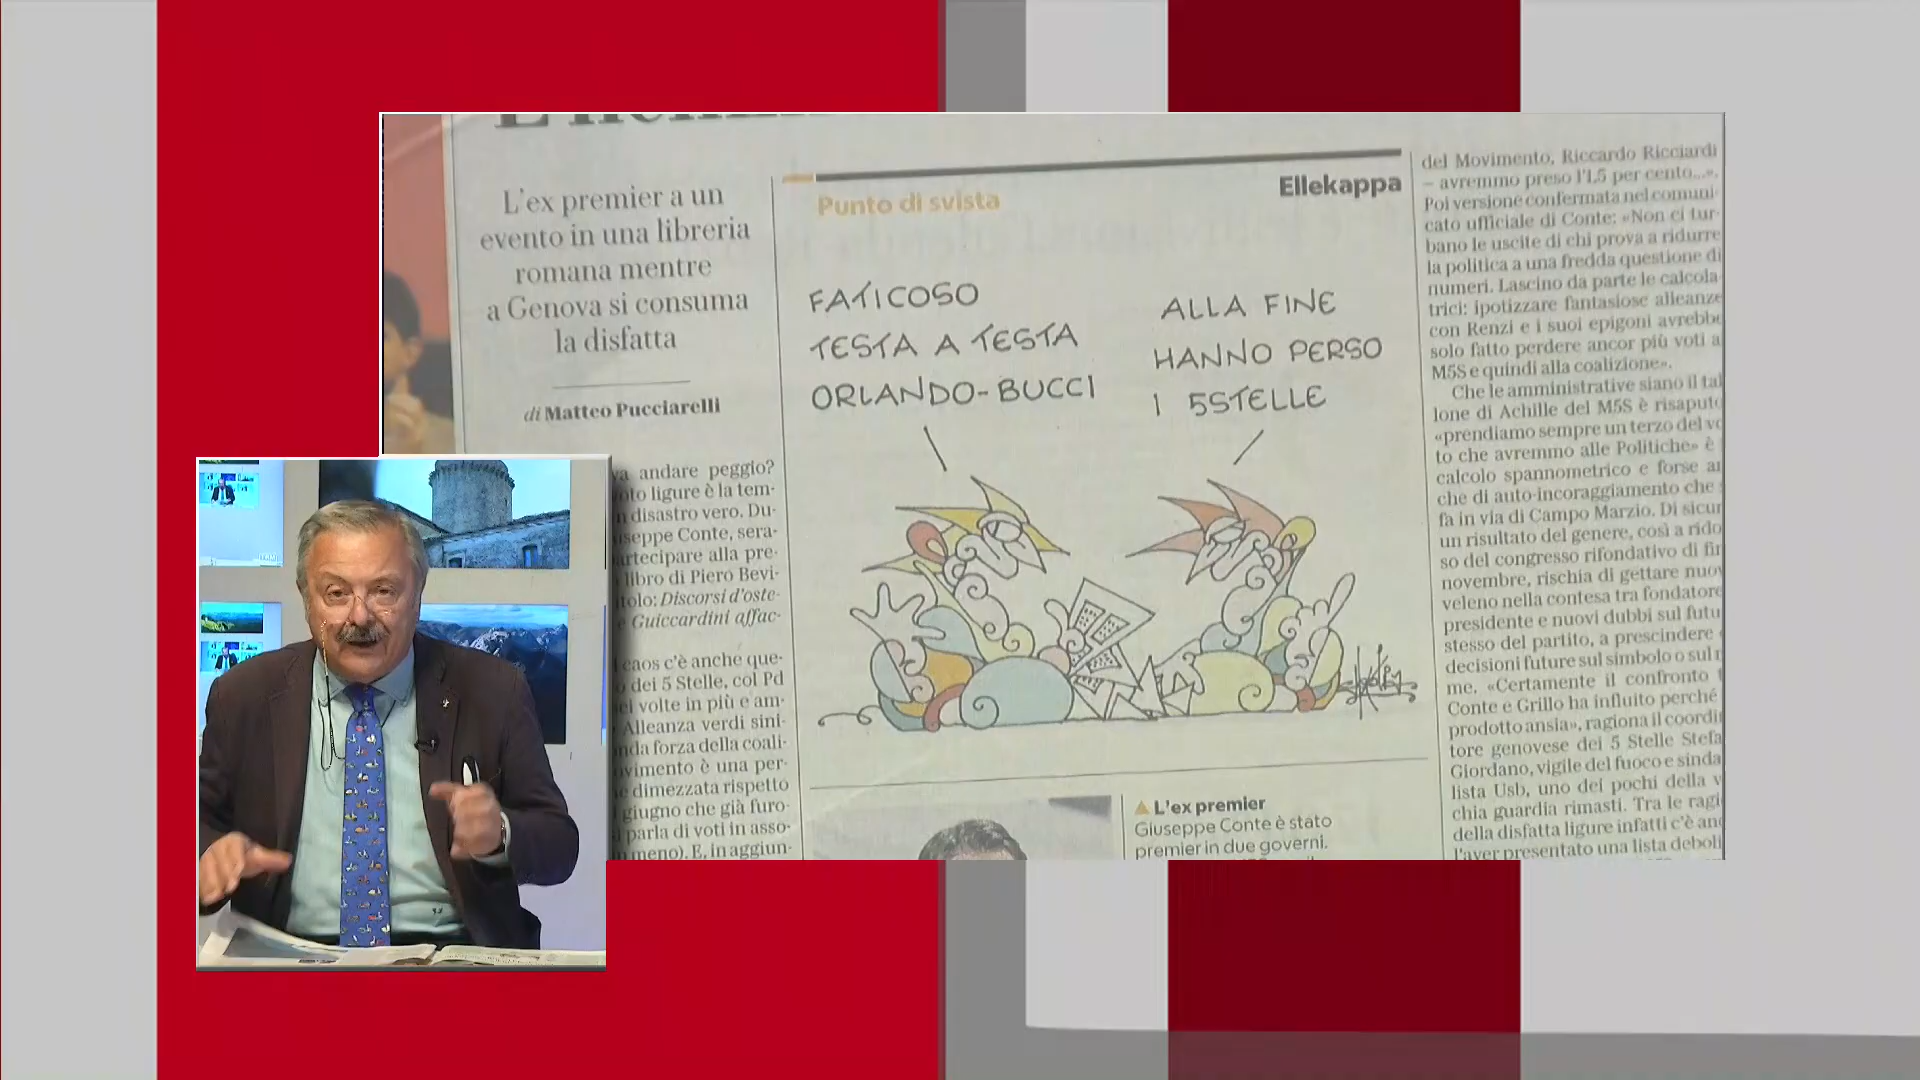 L'ex premier a un
evento in una libreria
romana mentre
a Genova si consuma
la disfatta
di Matteo Pucciarelli
andare peggio?
ligure è la tem-
disastro vero. Du-
Conte, sera-
alla pre-
libro di Piero Bevi-
Discorsi d'oste-
e Guiccardini affac-
caos c'è anche que-
dei 5 Stelle, col Pd
volte in più e am-
Alleanza verdi sini-
forza della coali-
è una per-
dimezzata rispetto
giugno che già furo-
parla di voti in asso-
meno). E, in aggiun-
Punto di svista
Ellekappa
FATICOSO
TESTA A TESTA
ORLANDO-BUCCI
ALLA FINE
HANNO PERSO
I 5STELLE
L'ex premier
Giuseppe Conte è stato
premier in due governi.
del Movimento, Riccardo Ricciardi
– avremmo preso l'1,5 per cento...».
Poi versione confermata nel comuni-
cato ufficiale di Conte: «Non ci tur-
bano le uscite di chi prova a ridurre
la politica a una fredda questione di
numeri. Lascino da parte le calcola-
trici: ipotizzare fantasiose alleanze
con Renzi e i suoi epigoni avrebbe
solo fatto perdere ancor più voti a
M5S e quindi alla coalizione».
Che le amministrative siano il tal
lone di Achille del M5S è risaputo
«prendiamo sempre un terzo del vo
to che avremmo alle Politiche» è
calcolo spannometrico e forse an
che di auto-incoraggiamento che
fa in via di Campo Marzio. Di sicur
un risultato del genere, così a rido
so del congresso rifondativo di fin
novembre, rischia di gettare nuov
veleno nella contesa tra fondatore
presidente e nuovi dubbi sul futu
stesso del partito, a prescindere
decisioni future sul simbolo o sul n
me. «Certamente il confronto
Conte e Grillo ha influito perché
prodotto ansia», ragiona il coordin
tore genovese dei 5 Stelle Stefa
Giordano, vigile del fuoco e sinda
lista Usb, uno dei pochi della v
chia guardia rimasti. Tra le ragi
della disfatta ligure infatti c'è anc
l'aver presentato una lista deboli